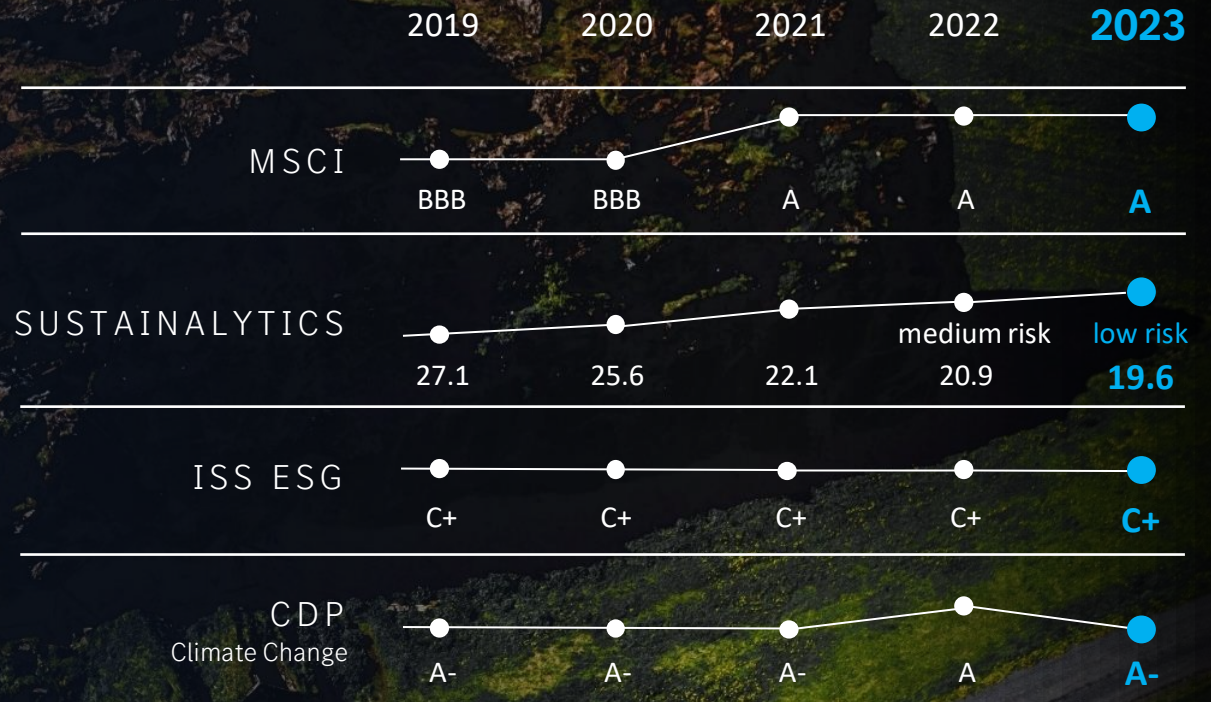 2019 2020 2021 2022 2023
MSCI
BBB BBB A A A
SUSTAINALYTICS
medium risk low risk
27.1 25.6 22.1 20.9 19.6
ISS ESG
C+ C+ C+ C+ C+
CDP
Climate Change
A- A- A- A A-